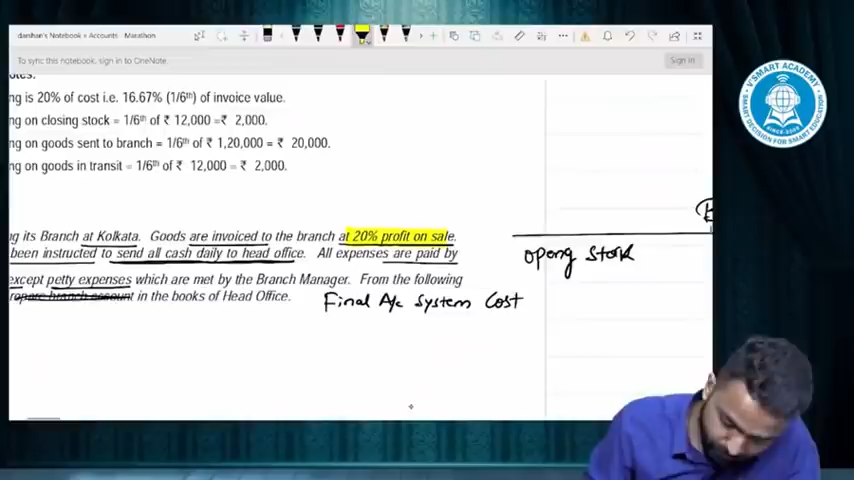 darshan's Notebook » Accounts - Marathon
To sync this notebook, sign in to OneNote.
Sign in
otes:
ng is 20% of cost i.e. 16.67% (1/6th) of invoice value.
ng on closing stock = 1/6th of ₹ 12,000 =₹ 2,000.
ng on goods sent to branch = 1/6th of ₹ 1,20,000 = ₹ 20,000.
ng on goods in transit = 1/6th of ₹ 12,000 = ₹ 2,000.
g its Branch at Kolkata. Goods are invoiced to the branch at 20% profit on sale.
been instructed to send all cash daily to head office. All expenses are paid by
except petty expenses which are met by the Branch Manager. From the following
repare branch account in the books of Head Office.
Final A/c System Cost
Openg Stock
V'SMART ACADEMY
SINCE-2005
SMART DECISION FOR SMART EDUCATION